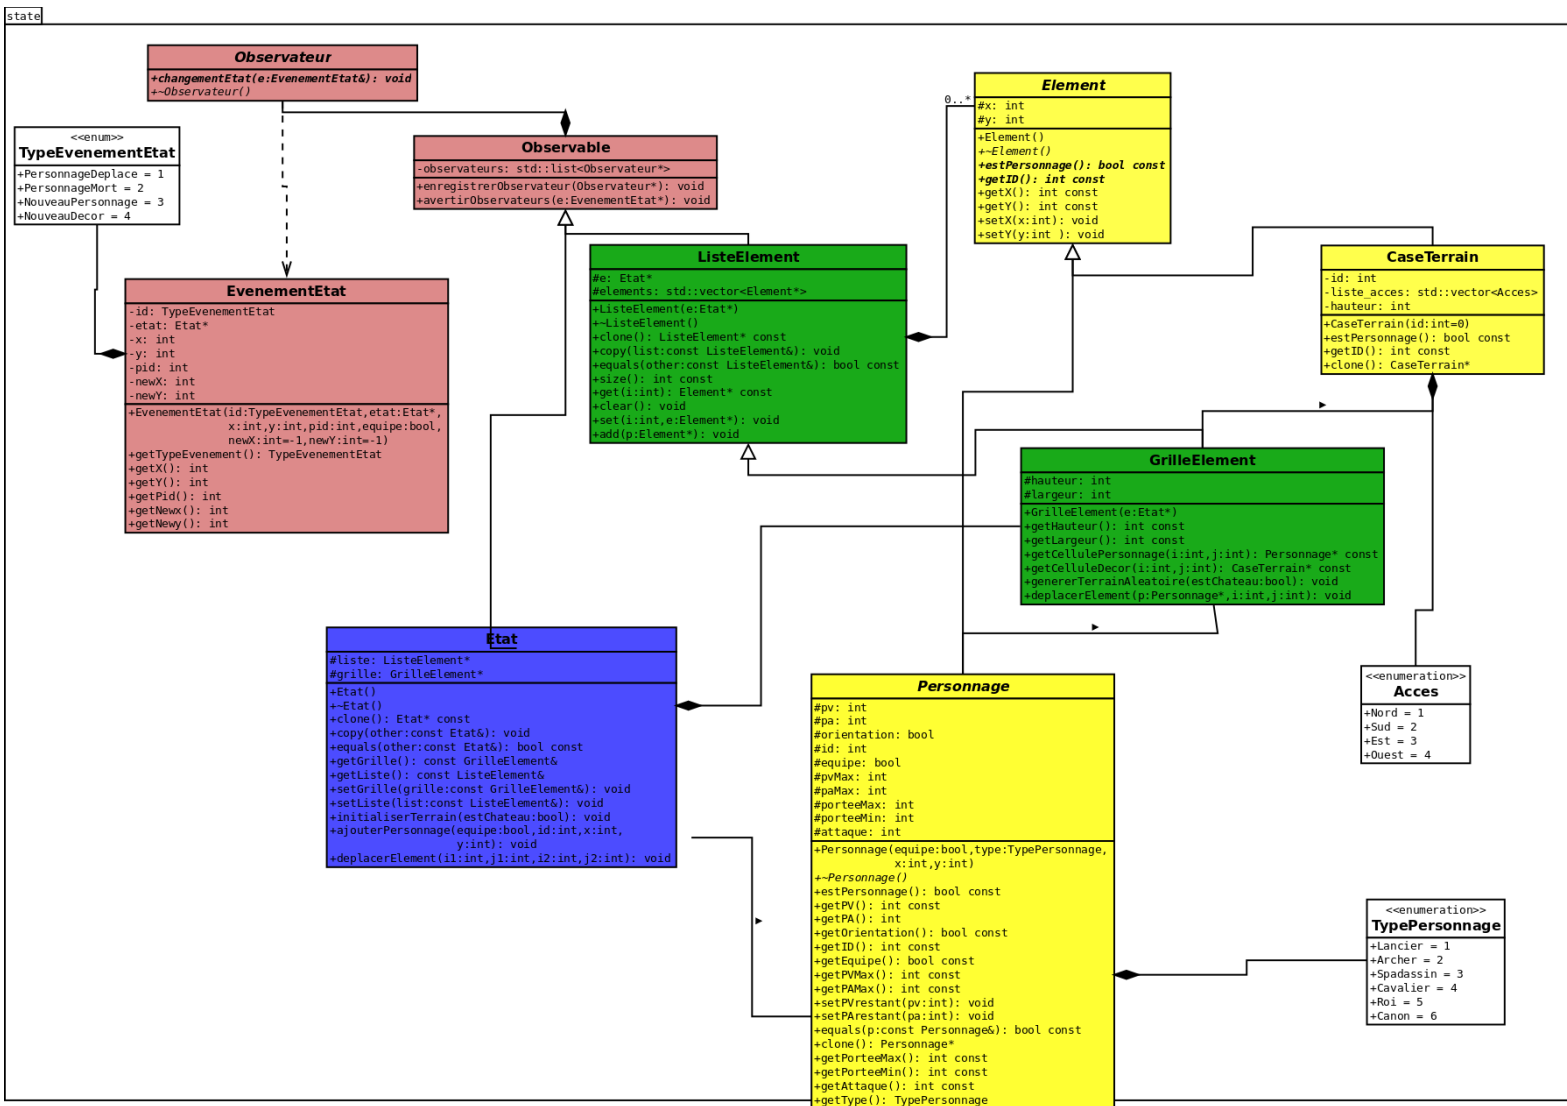 state
Observateur
+changementEtat(e:EvenementEtat&): void
+~Observateur()
<<enum>>
TypeEvenementEtat
+PersonnageDeplace = 1
+PersonnageMort = 2
+NouveauPersonnage = 3
+NouveauDecor = 4
Observable
-observateurs: std::list<Observateur*>
+enregistrerObservateur(Observateur*): void
+avertirObservateurs(e:EvenementEtat*): void
0..*
Element
#x: int
#y: int
+Element()
+~Element()
+estPersonnage(): bool const
+getID(): int const
+getX(): int const
+getY(): int const
+setX(x:int): void
+setY(y:int ): void
EvenementEtat
-id: TypeEvenementEtat
-etat: Etat*
-x: int
-y: int
-pid: int
-newX: int
-newY: int
+EvenementEtat(id:TypeEvenementEtat,etat:Etat*,
x:int,y:int,pid:int,equipe:bool,
newX:int=-1,newY:int=-1)
+getTypeEvenement(): TypeEvenementEtat
+getX(): int
+getY(): int
+getPid(): int
+getNewx(): int
+getNewy(): int
ListeElement
#e: Etat*
#elements: std::vector<Element*>
+ListeElement(e:Etat*)
+~ListeElement()
+clone(): ListeElement* const
+copy(list:const ListeElement&): void
+equals(other:const ListeElement&): bool const
+size(): int const
+get(i:int): Element* const
+clear(): void
+set(i:int,e:Element*): void
+add(p:Element*): void
CaseTerrain
-id: int
-liste_acces: std::vector<Acces>
-hauteur: int
+CaseTerrain(id:int=0)
+estPersonnage(): bool const
+getID(): int const
+clone(): CaseTerrain*
GrilleElement
#hauteur: int
#largeur: int
+GrilleElement(e:Etat*)
+getHauteur(): int const
+getLargeur(): int const
+getCellulePersonnage(i:int,j:int): Personnage* const
+getCelluleDecor(i:int,j:int): CaseTerrain* const
+genererTerrainAleatoire(estChateau:bool): void
+deplacerElement(p:Personnage*,i:int,j:int): void
Etat
#liste: ListeElement*
#grille: GrilleElement*
+Etat()
+~Etat()
+clone(): Etat* const
+copy(other:const Etat&): void
+equals(other:const Etat&): bool const
+getGrille(): const GrilleElement&
+getListe(): const ListeElement&
+setGrille(grille:const GrilleElement&): void
+setListe(list:const ListeElement&): void
+initialiserTerrain(estChateau:bool): void
+ajouterPersonnage(equipe:bool,id:int,x:int,
y:int): void
+deplacerElement(i1:int,j1:int,i2:int,j2:int): void
Personnage
#pv: int
#pa: int
#orientation: bool
#id: int
#equipe: bool
#pvMax: int
#paMax: int
#porteeMax: int
#porteeMin: int
#attaque: int
+Personnage(equipe:bool,type:TypePersonnage,
x:int,y:int)
+~Personnage()
+estPersonnage(): bool const
+getPV(): int const
+getPA(): int
+getOrientation(): bool const
+getID(): int const
+getEquipe(): bool const
+getPVMax(): int const
+getPAMax(): int const
+setPVrestant(pv:int): void
+setPArestant(pa:int): void
+equals(p:const Personnage&): bool const
+clone(): Personnage*
+getPorteeMax(): int const
+getPorteeMin(): int const
+getAttaque(): int const
+getType(): TypePersonnage
<<enumeration>>
Acces
+Nord = 1
+Sud = 2
+Est = 3
+Ouest = 4
<<enumeration>>
TypePersonnage
+Lancier = 1
+Archer = 2
+Spadassin = 3
+Cavalier = 4
+Roi = 5
+Canon = 6